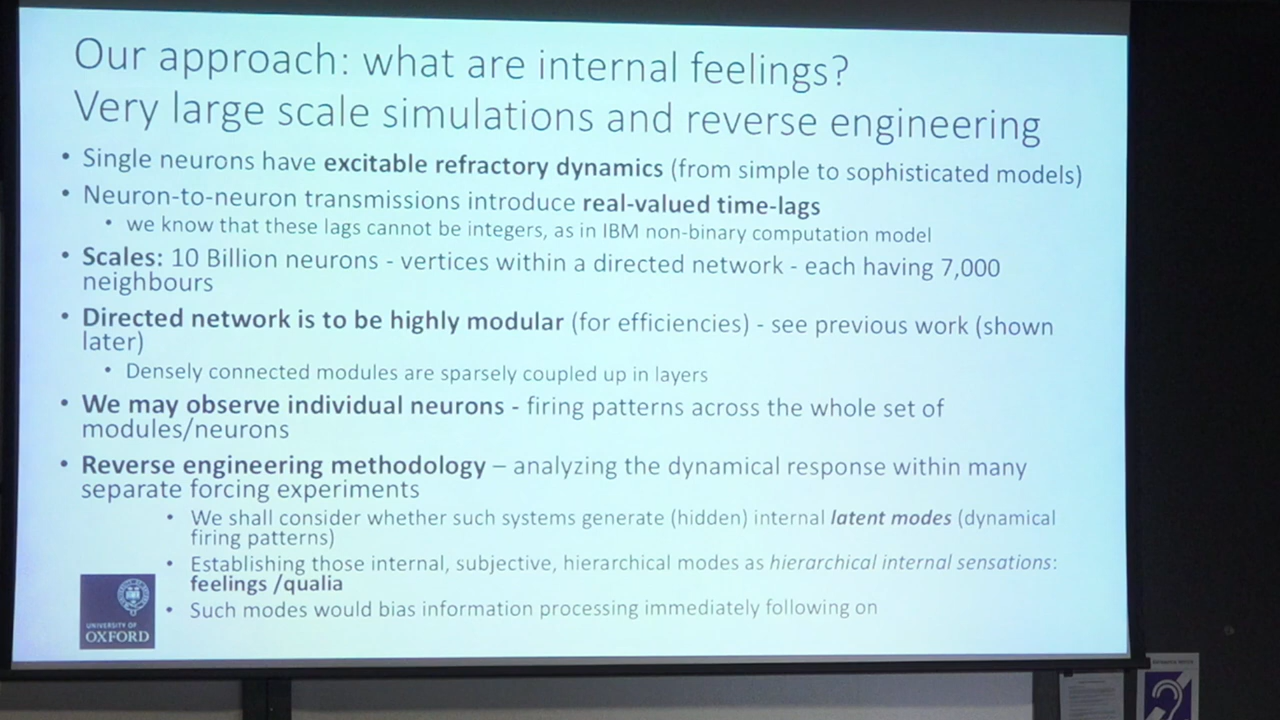 Our approach: what are internal feelings?
Very large scale simulations and reverse engineering
• Single neurons have excitable refractory dynamics (from simple to sophisticated models)
• Neuron-to-neuron transmissions introduce real-valued time-lags
• we know that these lags cannot be integers, as in IBM non-binary computation model
• Scales: 10 Billion neurons - vertices within a directed network - each having 7,000
neighbours
• Directed network is to be highly modular (for efficiencies) - see previous work (shown
later)
• Densely connected modules are sparsely coupled up in layers
• We may observe individual neurons - firing patterns across the whole set of
modules/neurons
• Reverse engineering methodology – analyzing the dynamical response within many
separate forcing experiments
• We shall consider whether such systems generate (hidden) internal latent modes (dynamical
firing patterns)
• Establishing those internal, subjective, hierarchical modes as hierarchical internal sensations:
feelings /qualia
• Such modes would bias information processing immediately following on
UNIVERSITY OF
OXFORD